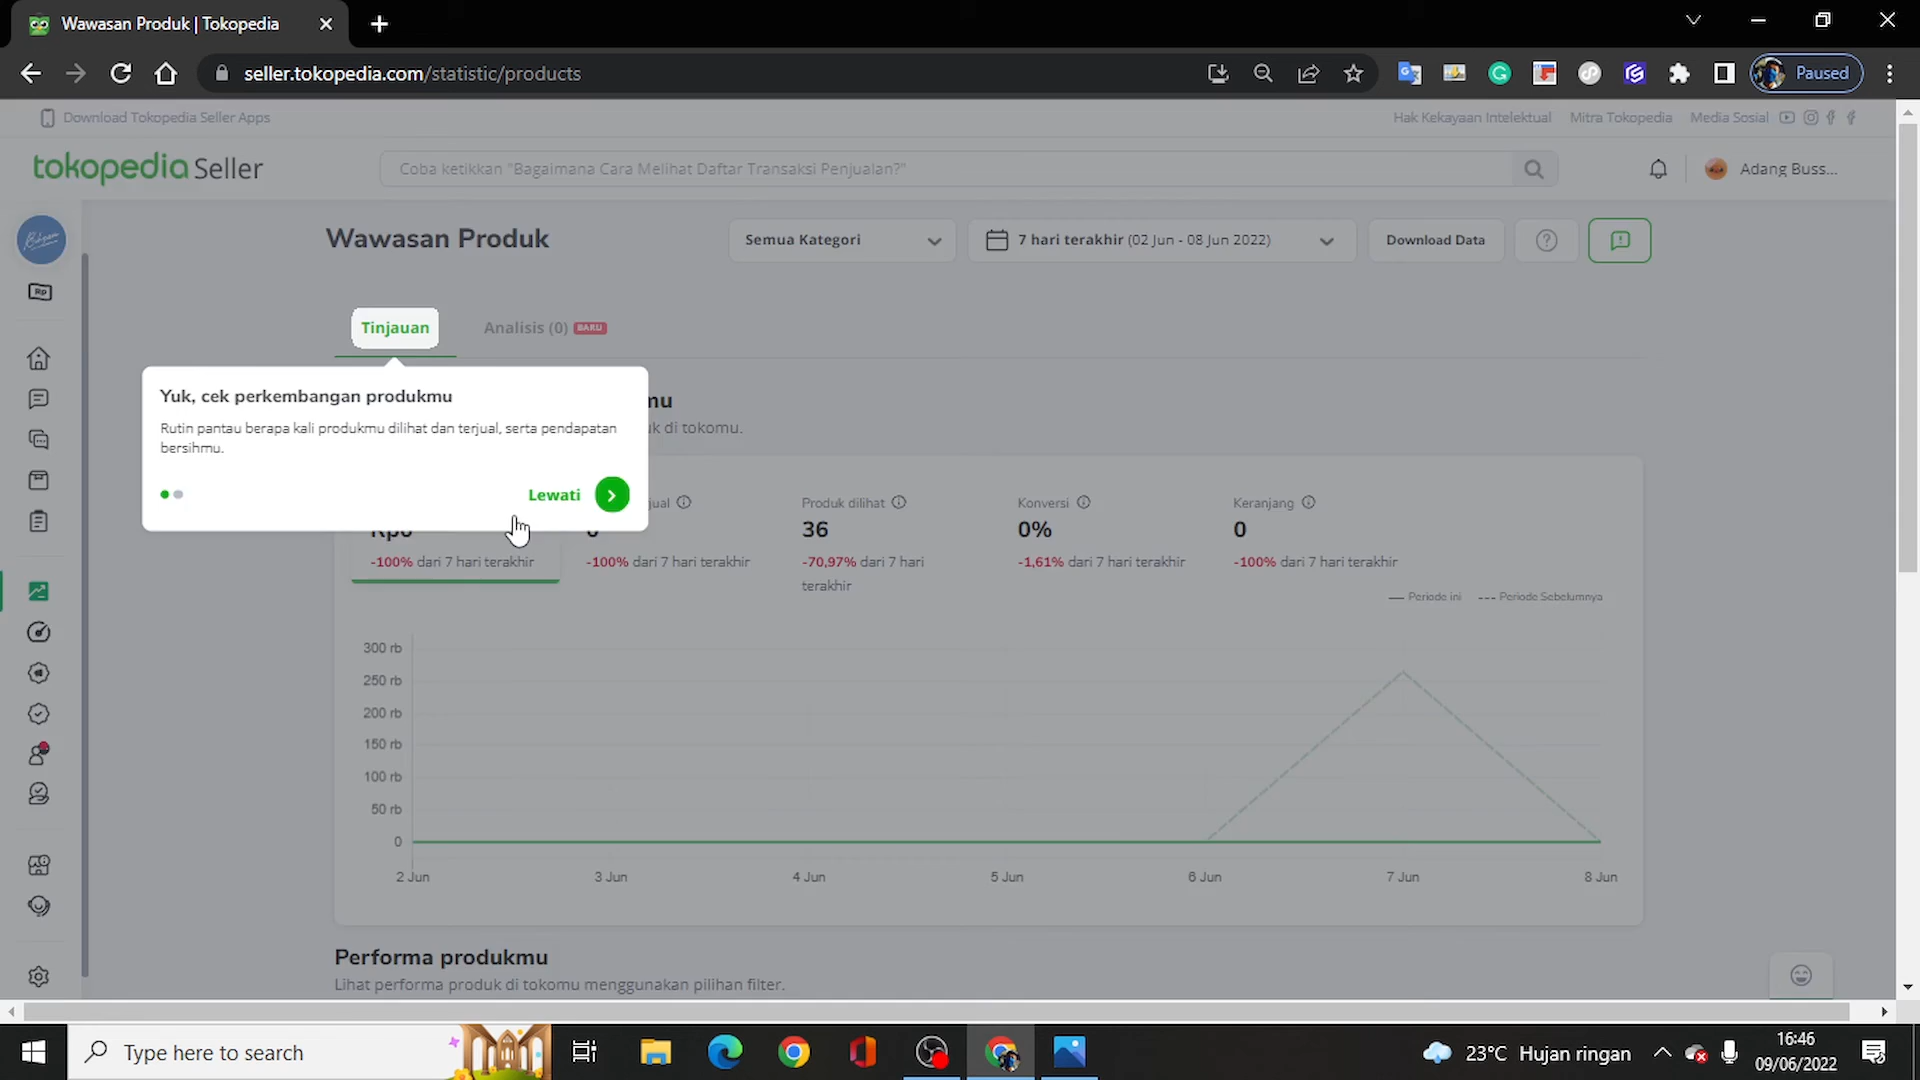 Wawasan Produk | Tokopedia
seller.tokopedia.com/statistic/products
Paused
Download Tokopedia Seller Apps
Hak Kekayaan Intelektual
Mitra Tokopedia
Media Sosial
tokopedia Seller
Coba ketikkan "Bagaimana Cara Melihat Daftar Transaksi Penjualan?"
Adang Buss...
Wawasan Produk
Semua Kategori
7 hari terakhir (02 Jun - 08 Jun 2022)
Download Data
Rp
Tinjauan
Analisis (0) BARU
Yuk, cek perkembangan produkmu
Rutin pantau berapa kali produkmu dilihat dan terjual, serta pendapatan
bersihmu.
Lewati
di tokomu.
Produk dilihat
Konversi
Keranjang
Rp0
0
36
0%
0
-100% dari 7 hari terakhir
-100% dari 7 hari terakhir
-70,97% dari 7 hari
terakhir
-1,61% dari 7 hari terakhir
-100% dari 7 hari terakhir
Periode ini
Periode Sebelumnya
300 rb
250 rb
200 rb
150 rb
100 rb
50 rb
0
2 Jun
3 Jun
4 Jun
5 Jun
6 Jun
7 Jun
8 Jun
Performa produkmu
Lihat performa produk di tokomu menggunakan pilihan filter.
Type here to search
23°C Hujan ringan
16:46
09/06/2022